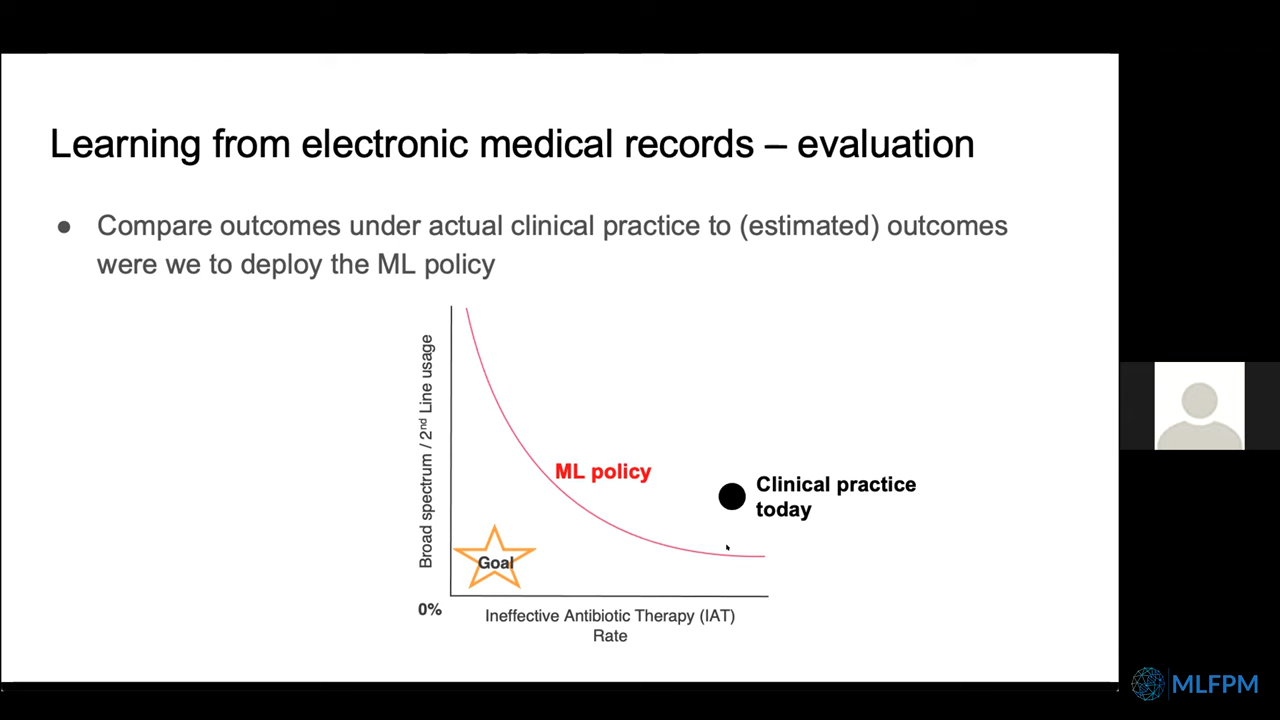 Learning from electronic medical records – evaluation
● Compare outcomes under actual clinical practice to (estimated) outcomes
were we to deploy the ML policy
Broad spectrum / 2nd Line usage
ML policy
Clinical practice
today
Goal
0%
Ineffective Antibiotic Therapy (IAT)
Rate
MLFPM